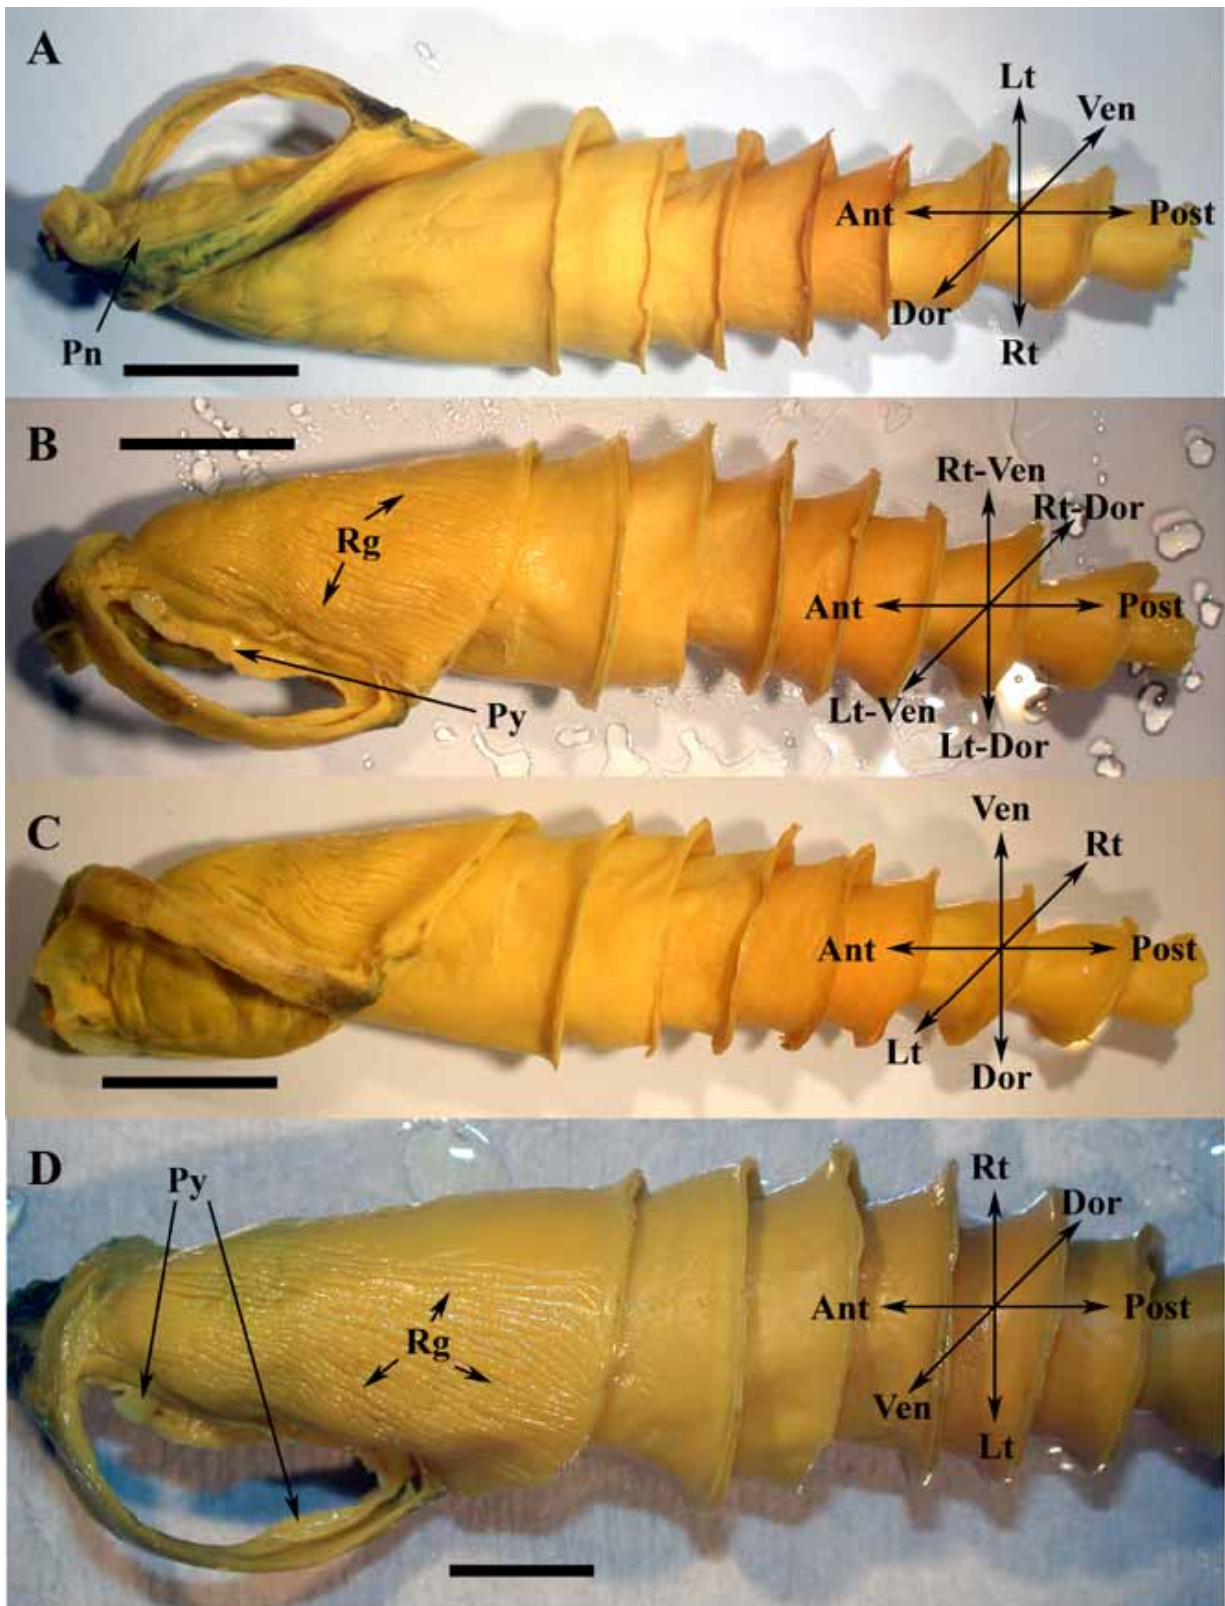 A
Lt
Ven
Ant
Post
Dor
Rt
Pn
B
Rt-Ven
Rt-Dor
Rg
Ant
Post
Py
Lt-Ven
Lt-Dor
C
Ven
Rt
Ant
Post
Lt
Dor
D
Py
Rt
Dor
Rg
Ant
Post
Ven
Lt